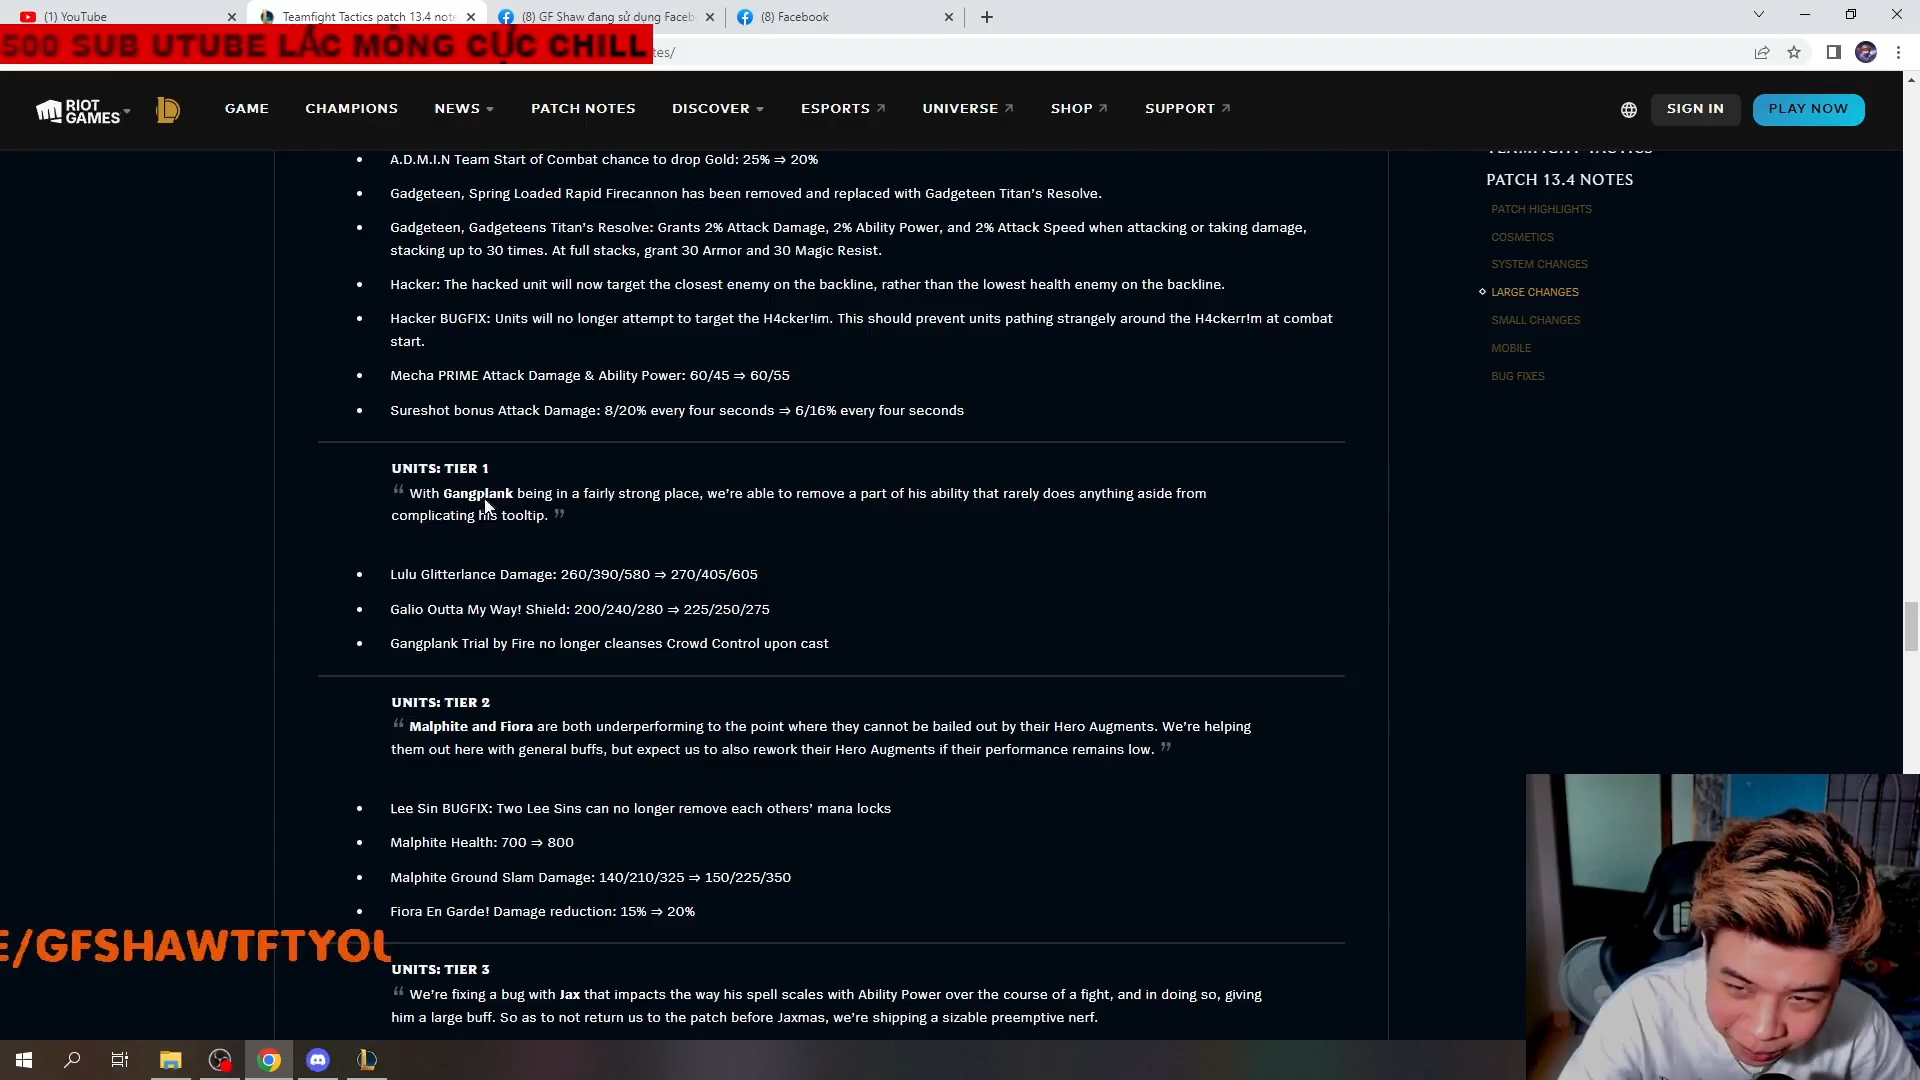 (1) YouTube
Teamfight Tactics patch 13.4 note
(8) GF Shaw đang sử dụng Faceb
(8) Facebook
500 SUB UTUBE LẮC MÔNG CỰC CHILL
tes/
RIOT GAMES
GAME
CHAMPIONS
NEWS
PATCH NOTES
DISCOVER
ESPORTS
UNIVERSE
SHOP
SUPPORT
SIGN IN
PLAY NOW
A.D.M.I.N Team Start of Combat chance to drop Gold: 25% ⇒ 20%
Gadgeteen, Spring Loaded Rapid Firecannon has been removed and replaced with Gadgeteen Titan’s Resolve.
Gadgeteen, Gadgeteens Titan’s Resolve: Grants 2% Attack Damage, 2% Ability Power, and 2% Attack Speed when attacking or taking damage,
stacking up to 30 times. At full stacks, grant 30 Armor and 30 Magic Resist.
Hacker: The hacked unit will now target the closest enemy on the backline, rather than the lowest health enemy on the backline.
Hacker BUGFIX: Units will no longer attempt to target the H4cker!im. This should prevent units pathing strangely around the H4ckerr!m at combat
start.
Mecha PRIME Attack Damage & Ability Power: 60/45 ⇒ 60/55
Sureshot bonus Attack Damage: 8/20% every four seconds ⇒ 6/16% every four seconds
UNITS: TIER 1
“ With Gangplank being in a fairly strong place, we’re able to remove a part of his ability that rarely does anything aside from
complicating his tooltip. ”
Lulu Glitterlance Damage: 260/390/580 ⇒ 270/405/605
Galio Outta My Way! Shield: 200/240/280 ⇒ 225/250/275
Gangplank Trial by Fire no longer cleanses Crowd Control upon cast
UNITS: TIER 2
“ Malphite and Fiora are both underperforming to the point where they cannot be bailed out by their Hero Augments. We’re helping
them out here with general buffs, but expect us to also rework their Hero Augments if their performance remains low. ”
Lee Sin BUGFIX: Two Lee Sins can no longer remove each others’ mana locks
Malphite Health: 700 ⇒ 800
Malphite Ground Slam Damage: 140/210/325 ⇒ 150/225/350
Fiora En Garde! Damage reduction: 15% ⇒ 20%
UNITS: TIER 3
“ We’re fixing a bug with Jax that impacts the way his spell scales with Ability Power over the course of a fight, and in doing so, giving
him a large buff. So as to not return us to the patch before Jaxmas, we’re shipping a sizable preemptive nerf.
TEAMFIGHT TACTICS
PATCH 13.4 NOTES
PATCH HIGHLIGHTS
COSMETICS
SYSTEM CHANGES
LARGE CHANGES
SMALL CHANGES
MOBILE
BUG FIXES
E/GFSHAWTFTYOU